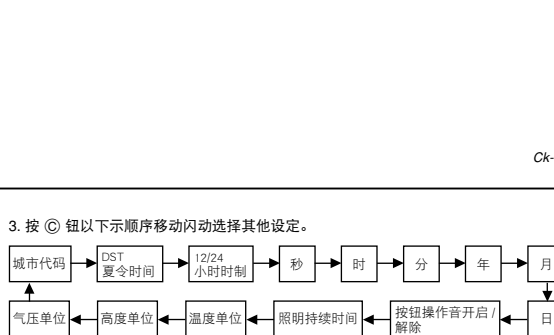 Ck-
3. 按 Ⓒ 钮以下示顺序移动闪动选择其他设定。
城市代码
DST
夏令时间
12/24
小时时制
秒
时
分
年
月
气压单位
高度单位
温度单位
照明持续时间
按钮操作音开启 /
解除
日